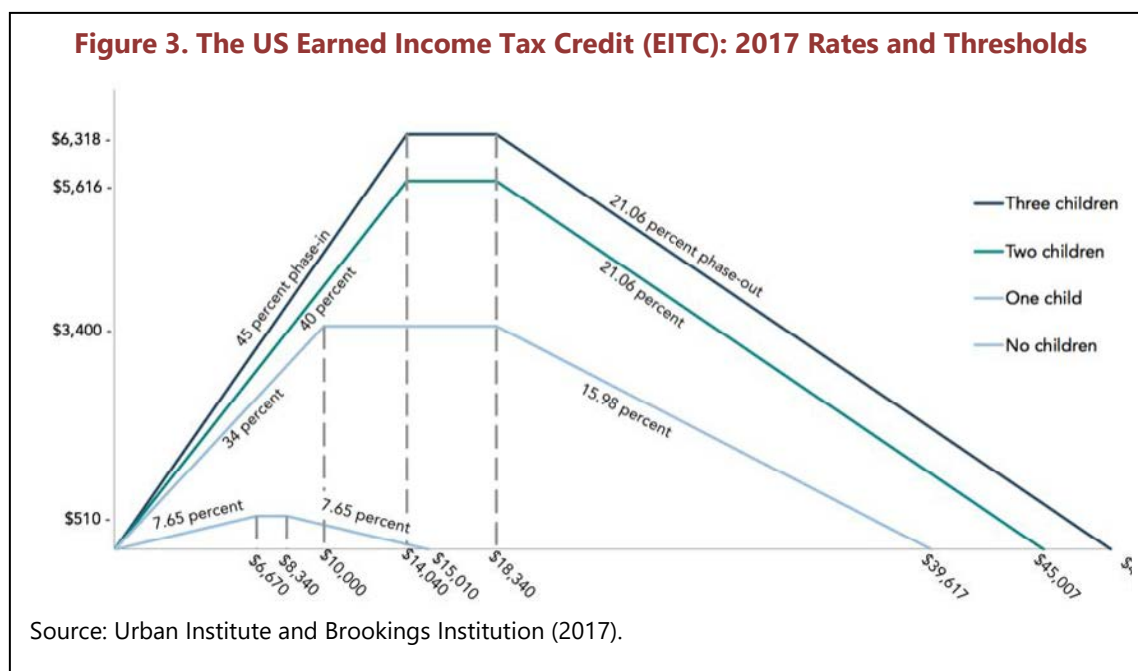 Figure 3. The US Earned Income Tax Credit (EITC): 2017 Rates and Thresholds
$6,318 -
$5,616 -
$3,400 -
$510 -
45 percent phase-in
40 percent
34 percent
7.65 percent
7.65 percent
21.06 percent phase-out
21.06 percent
15.98 percent
Three children
Two children
One child
No children
$6,670
$8,340
$10,000
$14,040
$15,010
$18,340
$39,617
$45,007
Source: Urban Institute and Brookings Institution (2017).